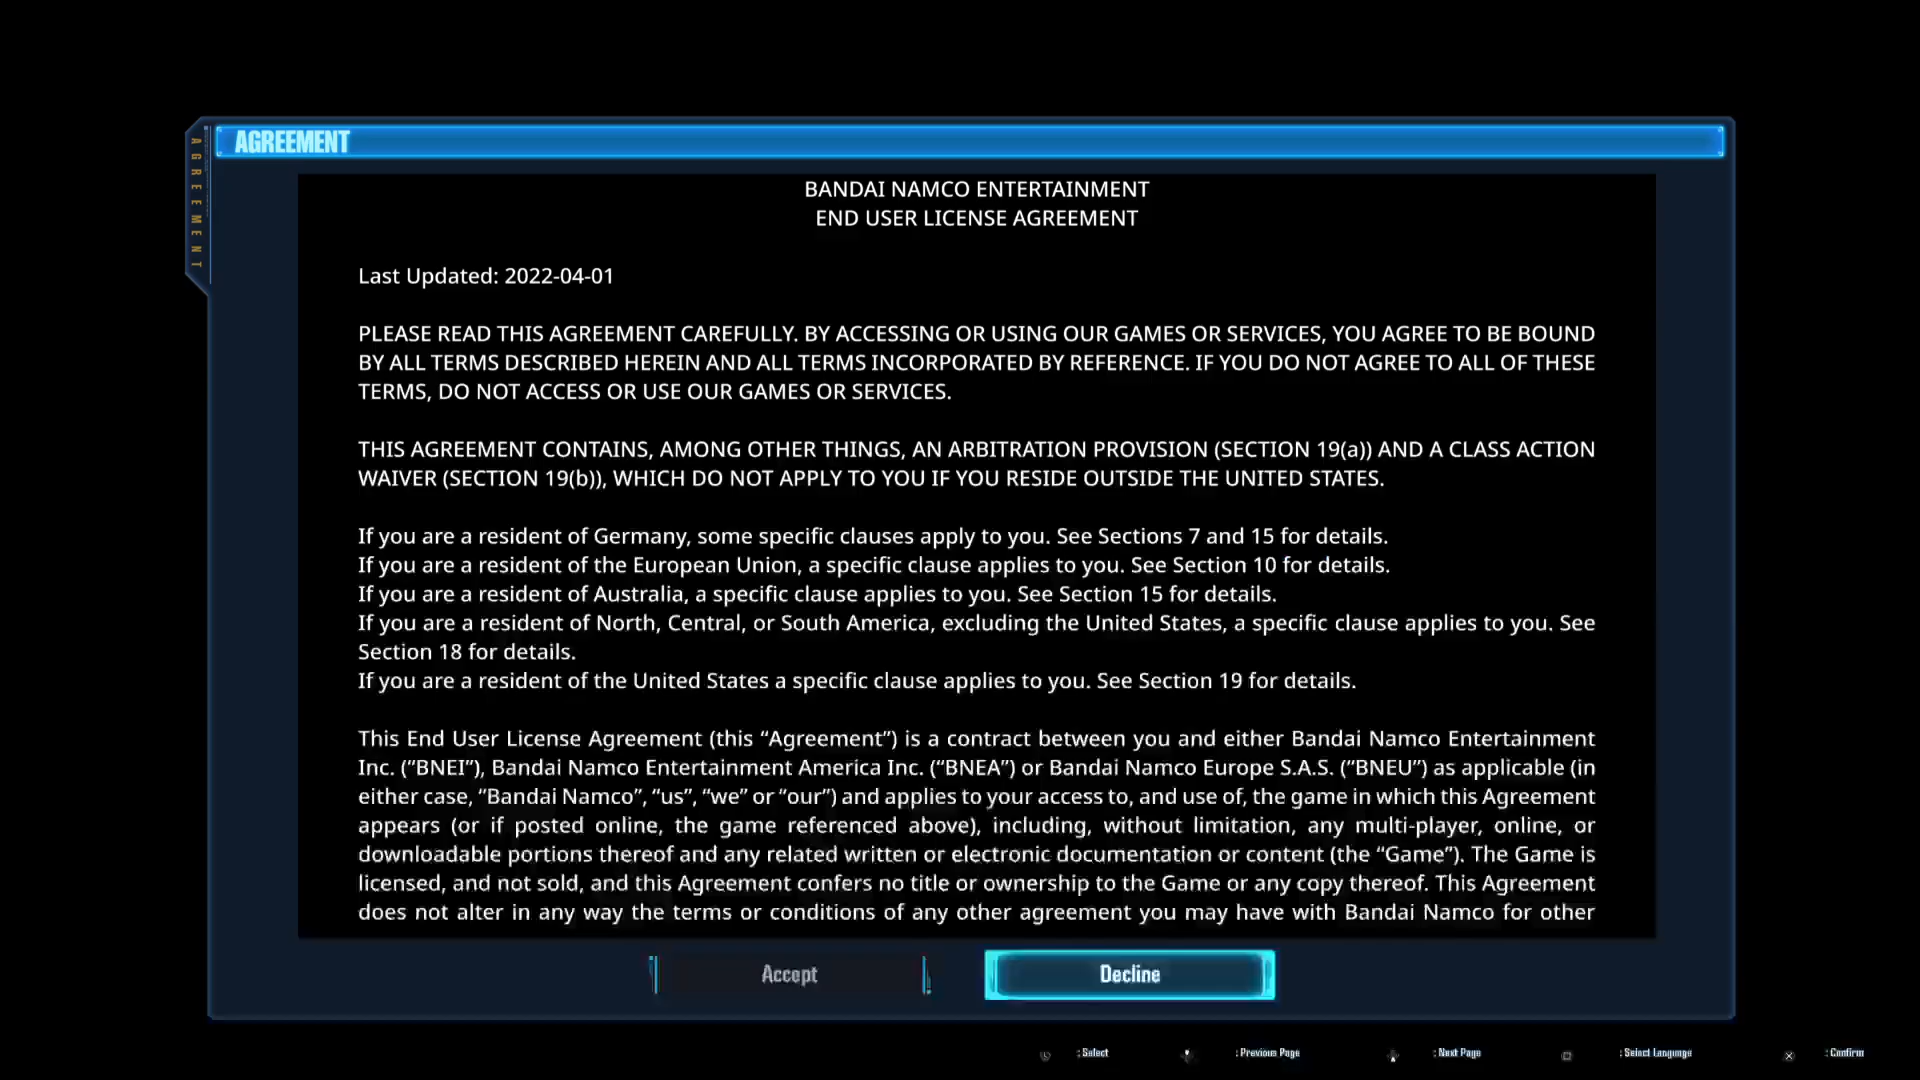 AGREEMENT
AGREEMENT
BANDAI NAMCO ENTERTAINMENT
END USER LICENSE AGREEMENT
Last Updated: 2022-04-01
PLEASE READ THIS AGREEMENT CAREFULLY. BY ACCESSING OR USING OUR GAMES OR SERVICES, YOU AGREE TO BE BOUND
BY ALL TERMS DESCRIBED HEREIN AND ALL TERMS INCORPORATED BY REFERENCE. IF YOU DO NOT AGREE TO ALL OF THESE
TERMS, DO NOT ACCESS OR USE OUR GAMES OR SERVICES.
THIS AGREEMENT CONTAINS, AMONG OTHER THINGS, AN ARBITRATION PROVISION (SECTION 19(a)) AND A CLASS ACTION
WAIVER (SECTION 19(b)), WHICH DO NOT APPLY TO YOU IF YOU RESIDE OUTSIDE THE UNITED STATES.
If you are a resident of Germany, some specific clauses apply to you. See Sections 7 and 15 for details.
If you are a resident of the European Union, a specific clause applies to you. See Section 10 for details.
If you are a resident of Australia, a specific clause applies to you. See Section 15 for details.
If you are a resident of North, Central, or South America, excluding the United States, a specific clause applies to you. See
Section 18 for details.
If you are a resident of the United States a specific clause applies to you. See Section 19 for details.
This End User License Agreement (this “Agreement”) is a contract between you and either Bandai Namco Entertainment
Inc. (“BNEI”), Bandai Namco Entertainment America Inc. (“BNEA”) or Bandai Namco Europe S.A.S. (“BNEU”) as applicable (in
either case, “Bandai Namco”, “us”, “we” or “our”) and applies to your access to, and use of, the game in which this Agreement
appears (or if posted online, the game referenced above), including, without limitation, any multi-player, online, or
downloadable portions thereof and any related written or electronic documentation or content (the “Game”). The Game is
licensed, and not sold, and this Agreement confers no title or ownership to the Game or any copy thereof. This Agreement
does not alter in any way the terms or conditions of any other agreement you may have with Bandai Namco for other
Accept
Decline
: Select : Previous Page : Next Page : Select Language : Confirm